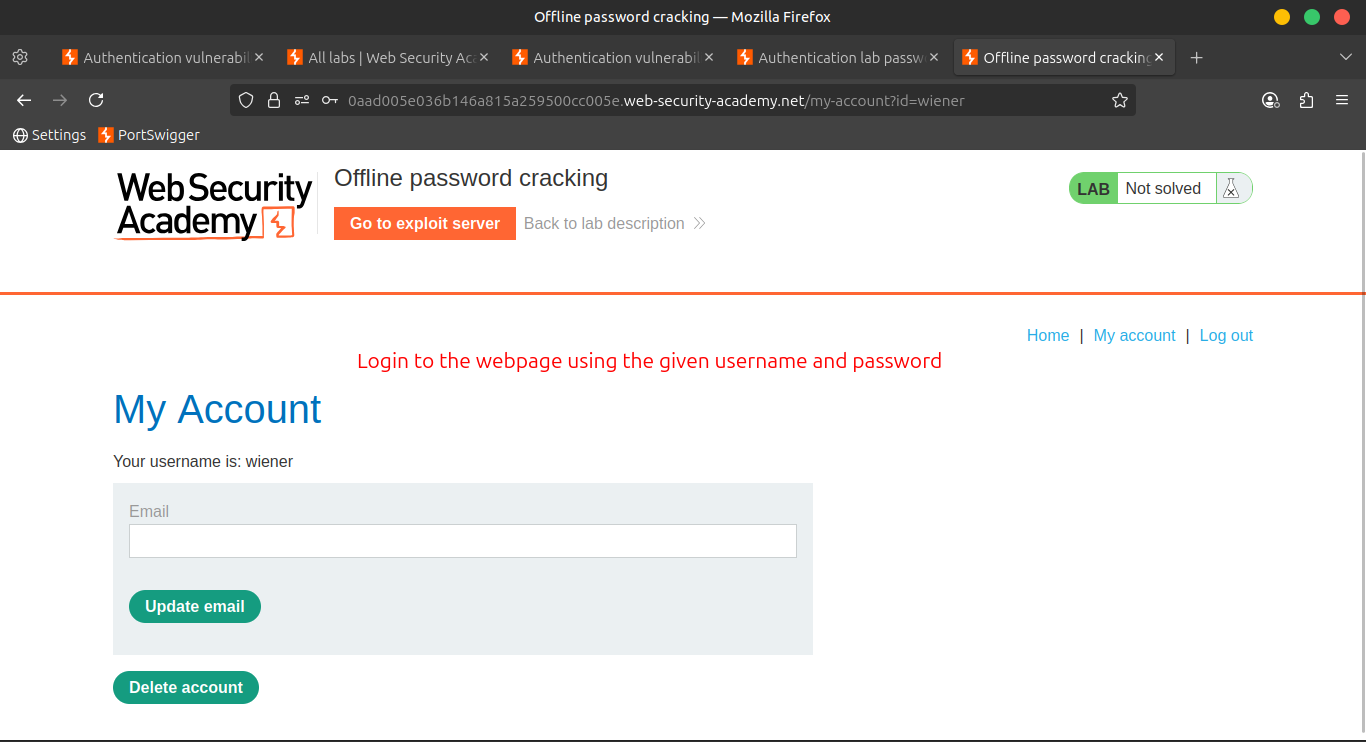 Offline password cracking — Mozilla Firefox
Authentication vulnerabil
All labs | Web Security Ac
Authentication vulnerabil
Authentication lab passw
Offline password cracking
0aad005e036b146a815a259500cc005e.web-security-academy.net/my-account?id=wiener
Settings PortSwigger
Web Security
Academy
Offline password cracking
Go to exploit server Back to lab description
LAB Not solved
Home | My account | Log out
Login to the webpage using the given username and password
My Account
Your username is: wiener
Email
Update email
Delete account